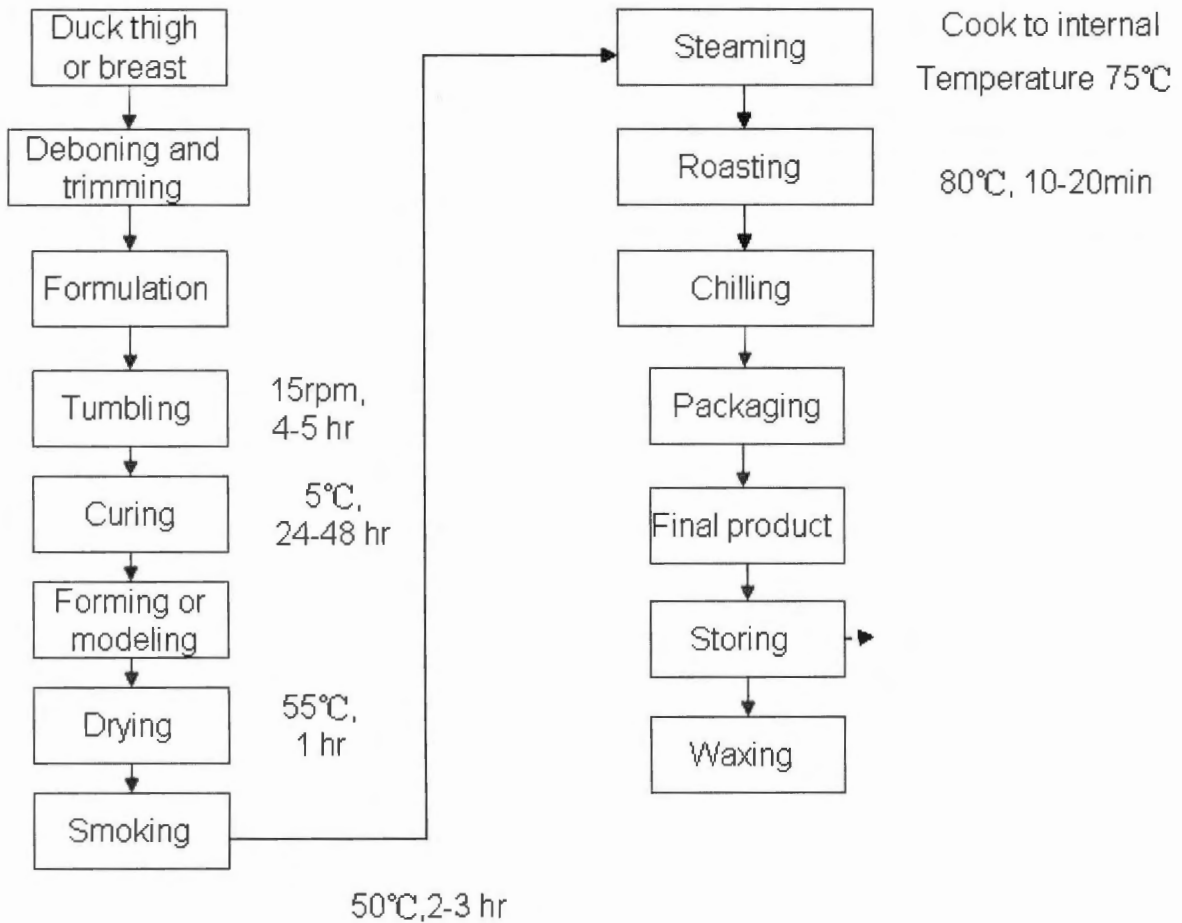 Duck thigh
or breast
Deboning and
trimming
Formulation
Tumbling
15rpm,
4-5 hr
Curing
5℃,
24-48 hr
Forming or
modeling
Drying
55℃,
1 hr
Smoking
50℃,2-3 hr
Steaming
Cook to internal
Temperature 75℃
Roasting
80℃, 10-20min
Chilling
Packaging
Final product
Storing
Waxing